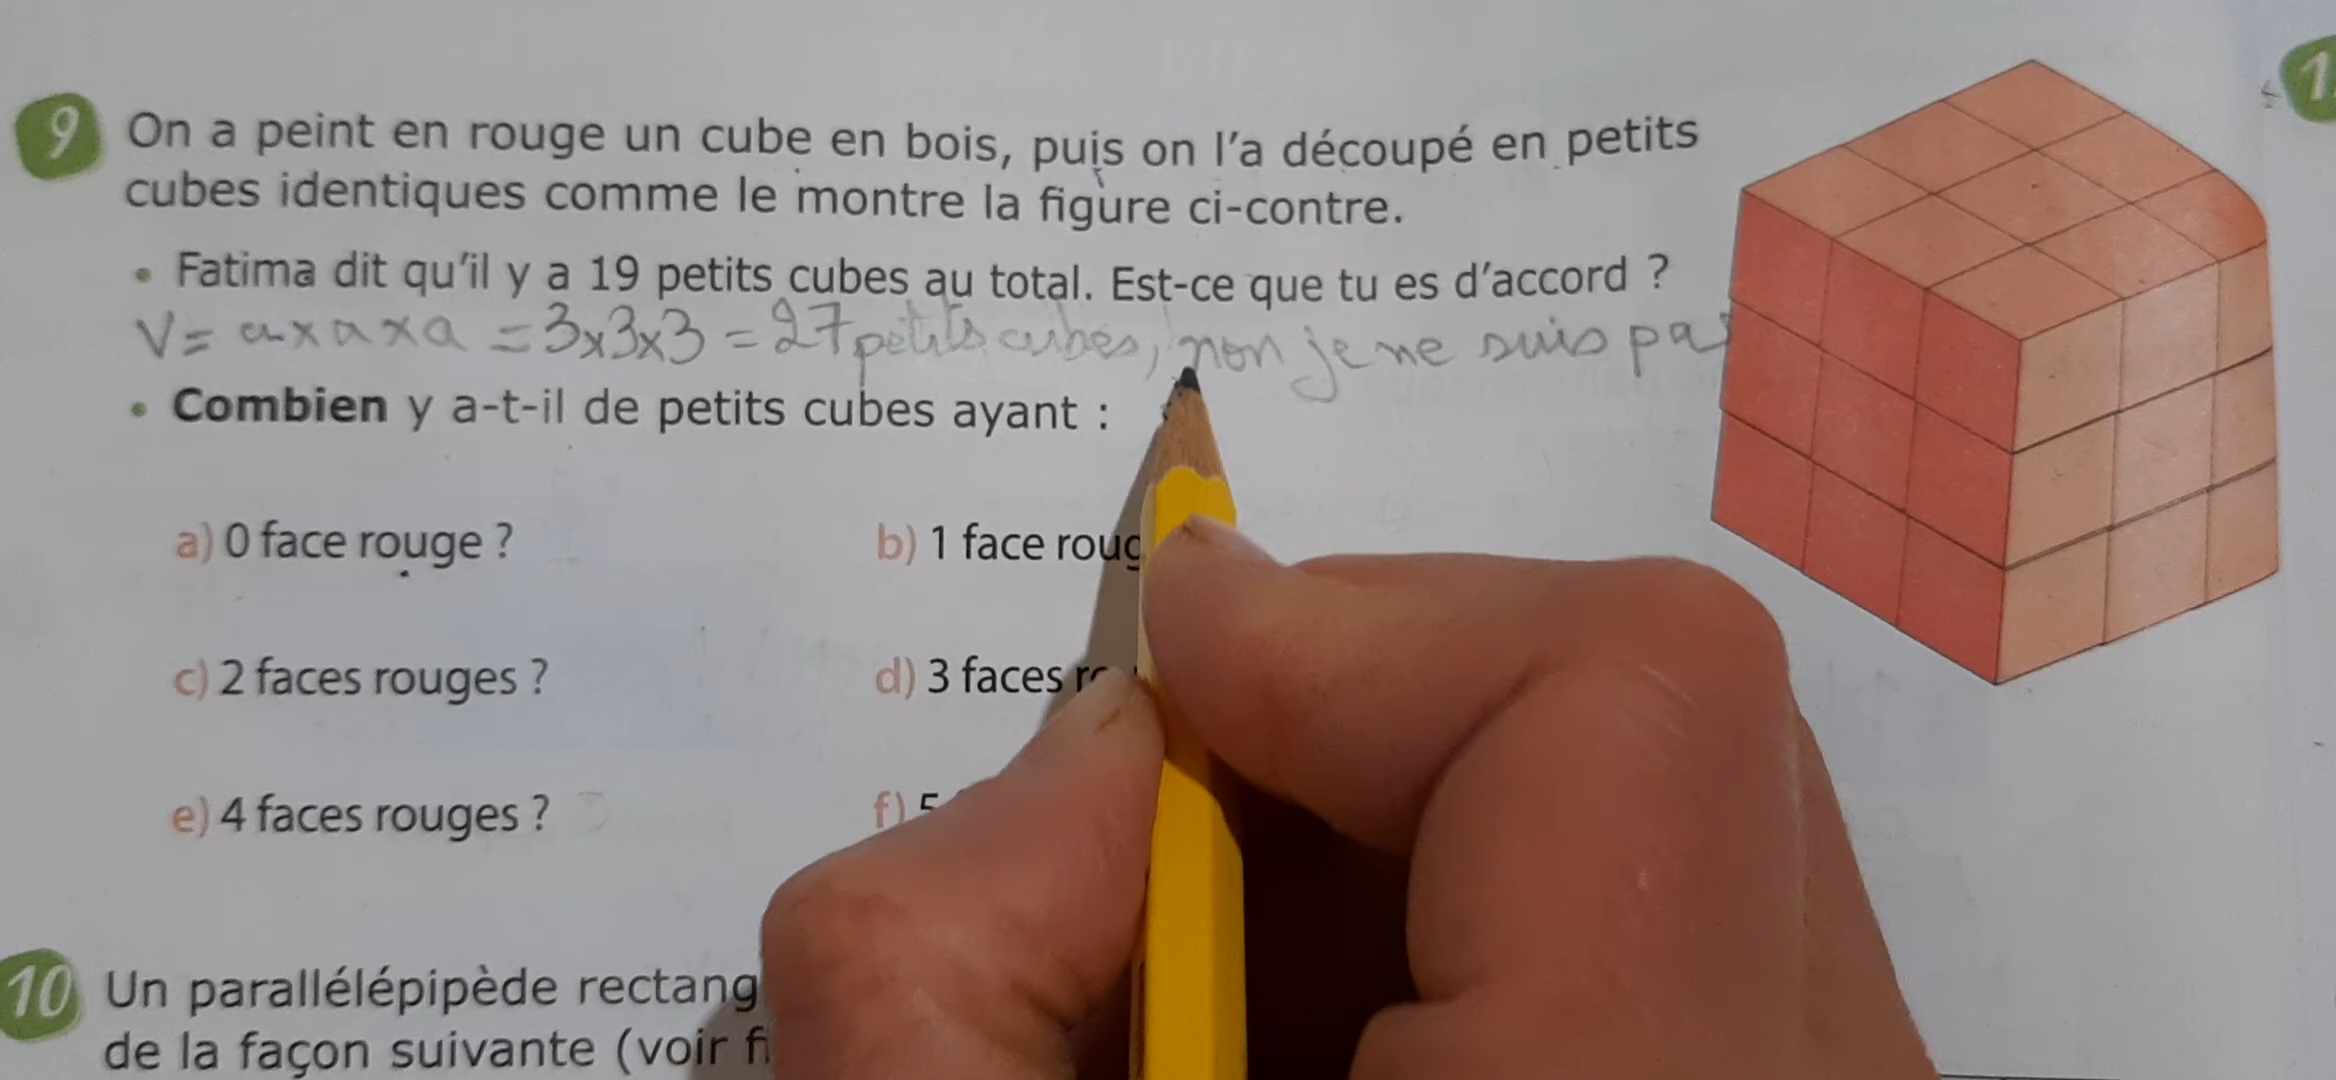 9 On a peint en rouge un cube en bois, puis on l'a découpé en petits
cubes identiques comme le montre la figure ci-contre.
• Fatima dit qu'il y a 19 petits cubes au total. Est-ce que tu es d'accord ?
V = a x a x a = 3x3x3 = 27 petits cubes, non je ne suis pas
• Combien y a-t-il de petits cubes ayant :
a) 0 face rouge ? b) 1 face roug
c) 2 faces rouges ? d) 3 faces
e) 4 faces rouges ? f) 5
10 Un parallélépipède rectang
de la façon suivante (voir
1